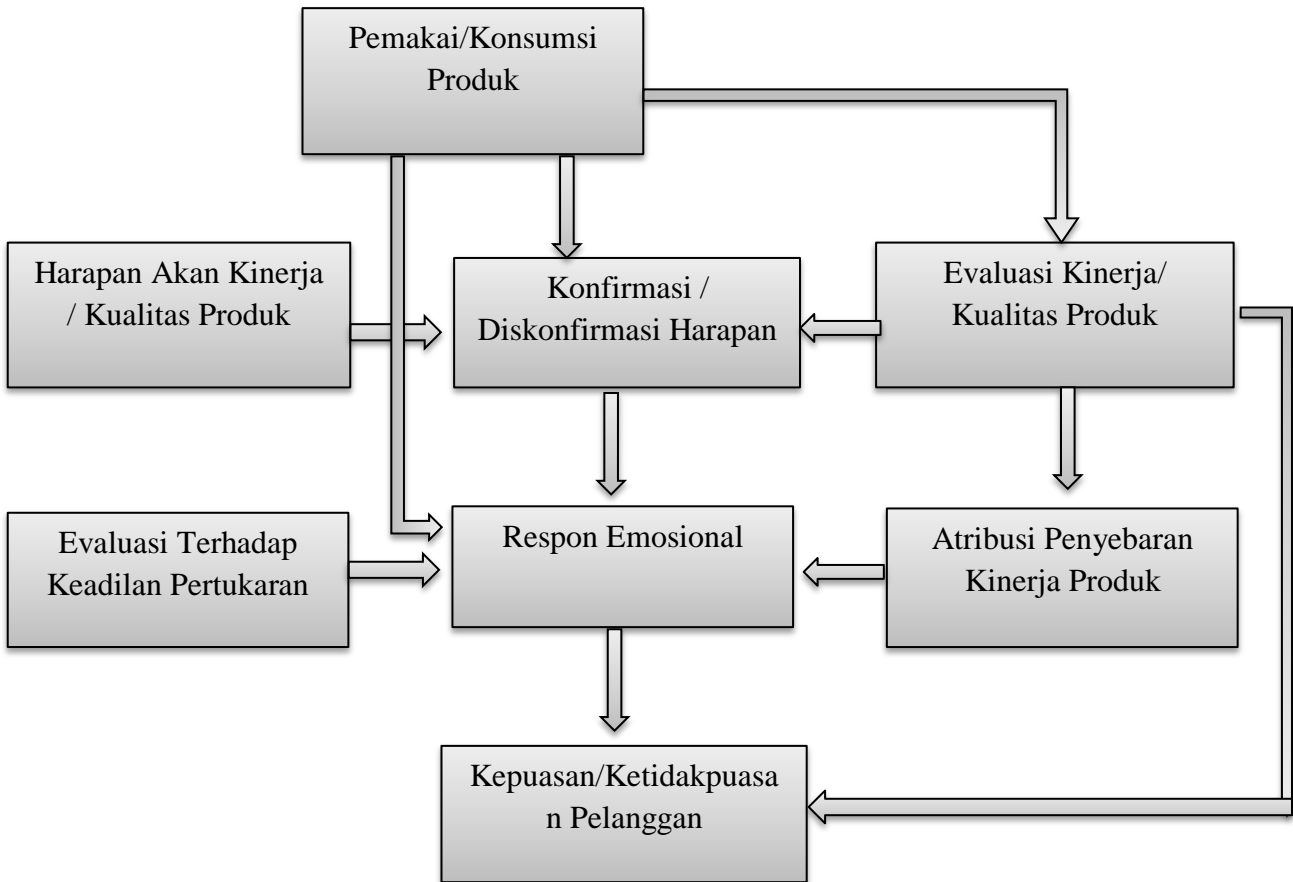 Pemakai/Konsumsi
Produk
Harapan Akan Kinerja
/ Kualitas Produk
Konfirmasi /
Diskonfirmasi Harapan
Evaluasi Kinerja/
Kualitas Produk
Evaluasi Terhadap
Keadilan Pertukaran
Respon Emosional
Atribusi Penyebaran
Kinerja Produk
Kepuasan/Ketidakpuasa
n Pelanggan